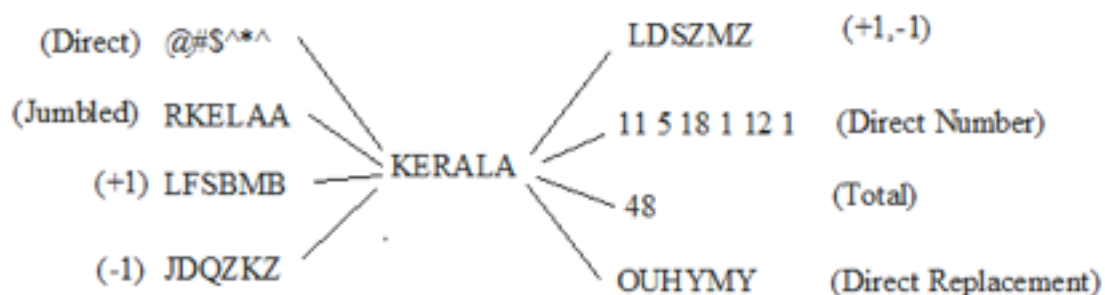 (Direct) @#$^*^
(Jumbled) RKELAA
(+1) LFSBMB
(-1) JDQZKZ
KERALA
LDSZMZ (+1,-1)
11 5 18 1 12 1 (Direct Number)
48 (Total)
OUHYMY (Direct Replacement)